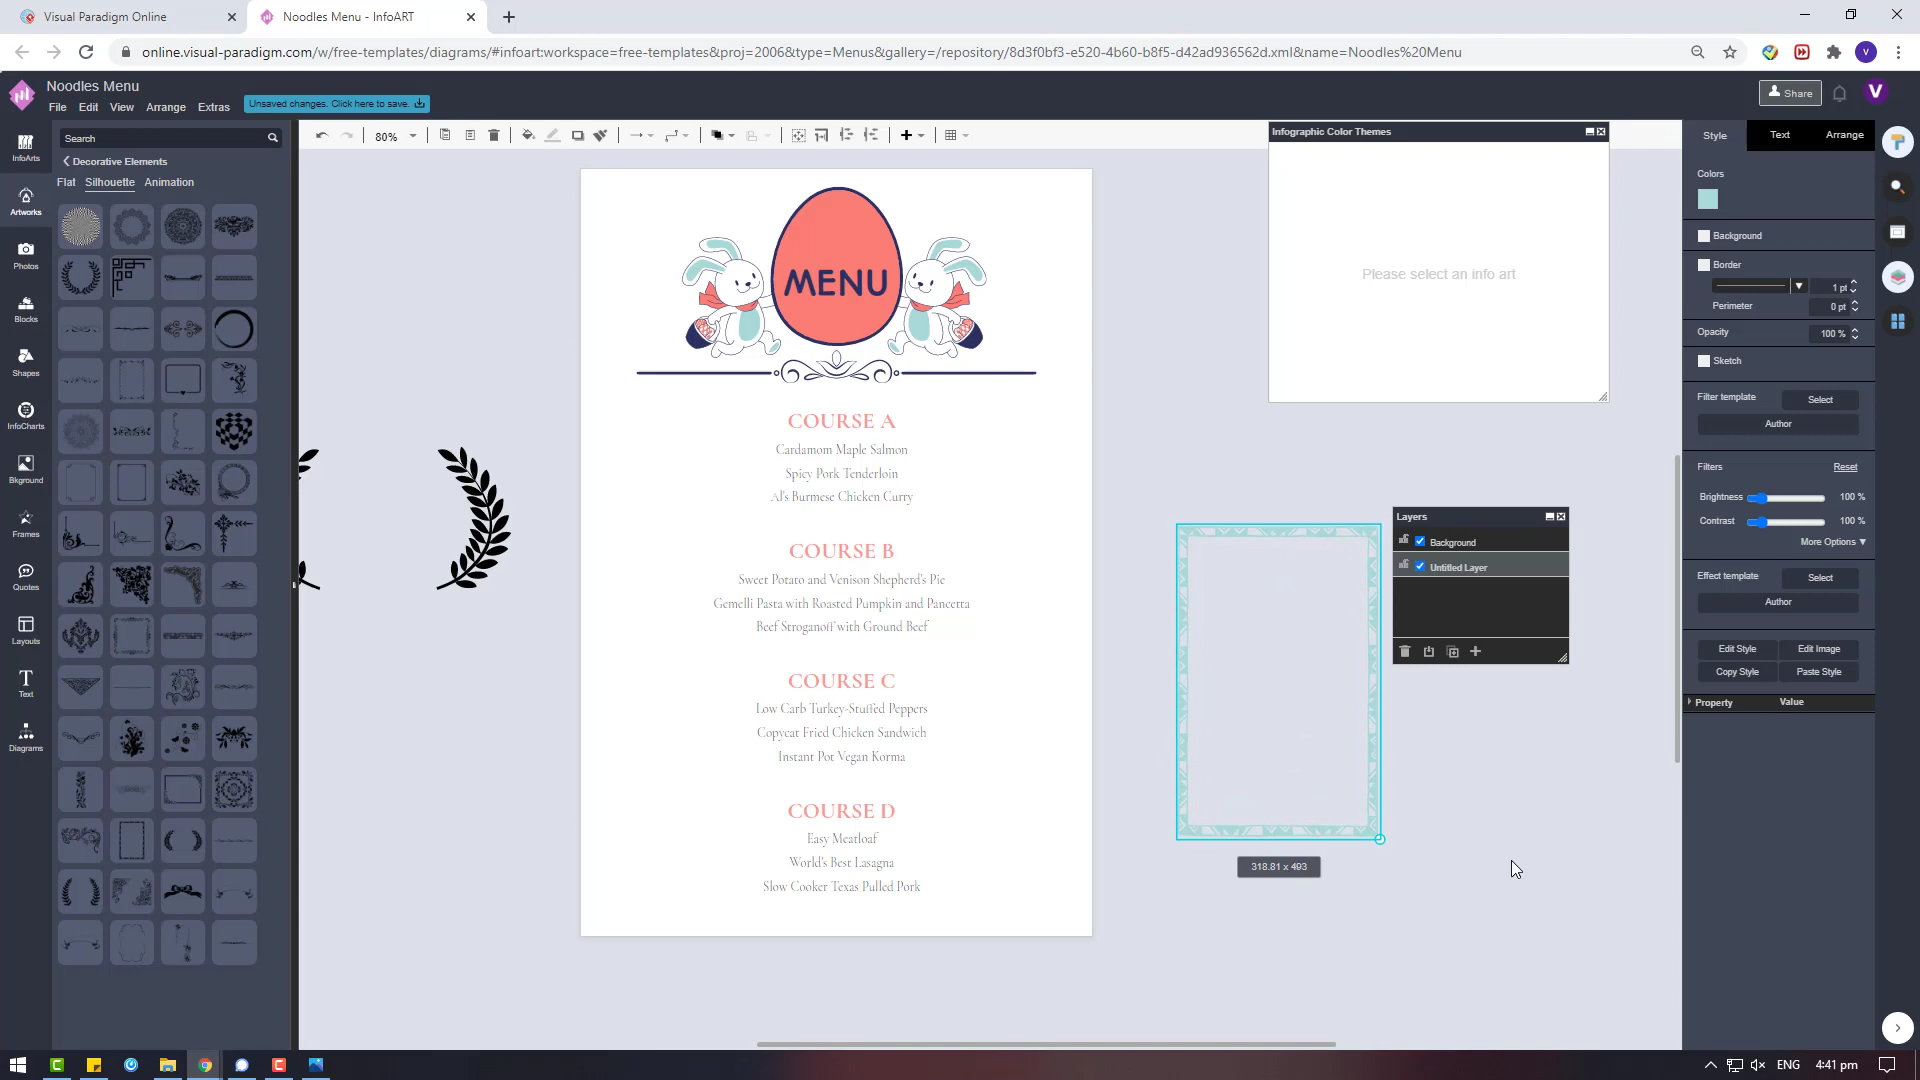 Visual Paradigm Online
Noodles Menu - InfoART
online.visual-paradigm.com/w/free-templates/diagrams/#infoart:workspace=free-templates&proj=2006&type=Menus&gallery=/repository/8d3f0bf3-e520-4b60-b8f5-d42ad936562d.xml&name=Noodles%20Menu
V
Noodles Menu
File Edit View Arrange Extras
Unsaved changes. Click here to save.
Share
V
Search
80%
InfoArts
Artworks
Photos
Blocks
Shapes
InfoCharts
Bkground
Frames
Quotes
Layouts
T
Text
Diagrams
Decorative Elements
Flat Silhouette Animation
MENU
COURSE A
Cardamom Maple Salmon
Spicy Pork Tenderloin
Al's Burmese Chicken Curry
COURSE B
Sweet Potato and Venison Shepherd's Pie
Gemelli Pasta with Roasted Pumpkin and Pancetta
Beef Stroganoff with Ground Beef
COURSE C
Low Carb Turkey-Stuffed Peppers
Copycat Fried Chicken Sandwich
Instant Pot Vegan Korma
COURSE D
Easy Meatloaf
World's Best Lasagna
Slow Cooker Texas Pulled Pork
Infographic Color Themes
Please select an info art
Layers
Background
Untitled Layer
318.81 x 493
Style Text Arrange
Colors
Background
Border
1 pt
Perimeter 0 pt
Opacity 100 %
Sketch
Filter template Select
Author
Filters Reset
Brightness 100 %
Contrast 100 %
More Options ▼
Effect template Select
Author
Edit Style Edit Image
Copy Style Paste Style
Property Value
ENG 4:41 pm